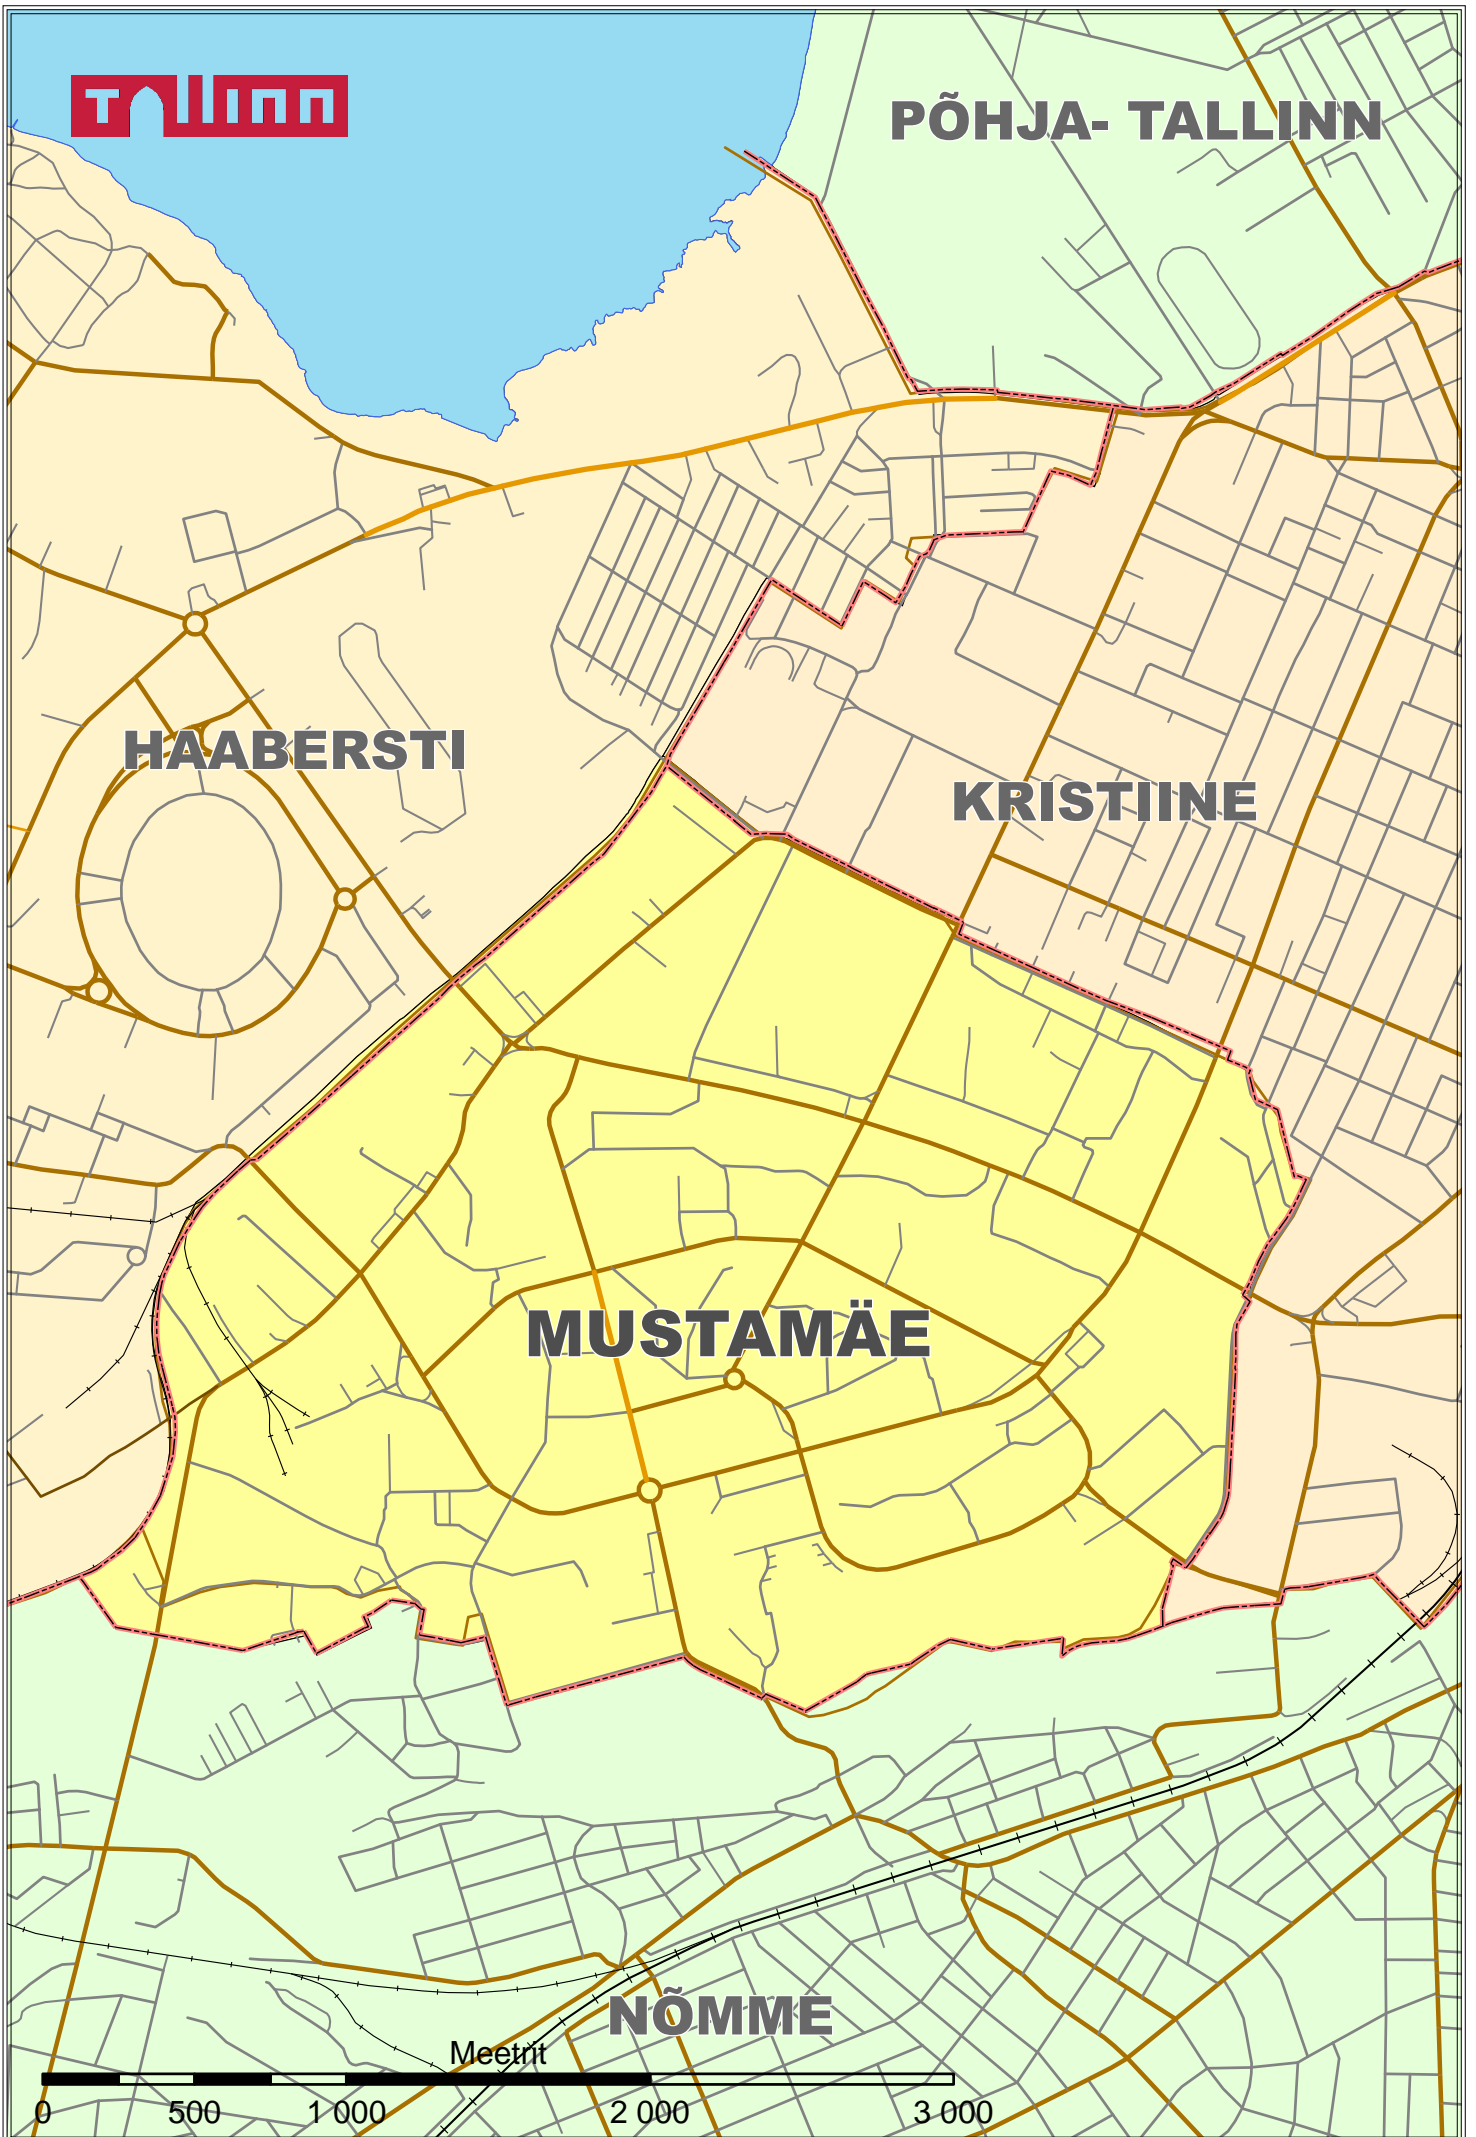 TALLINN
PÕHJA- TALLINN
HAABERSTI
KRISTIINE
MUSTAMÄE
NÕMME
Meetrit
0 500 1 000 2 000 3 000